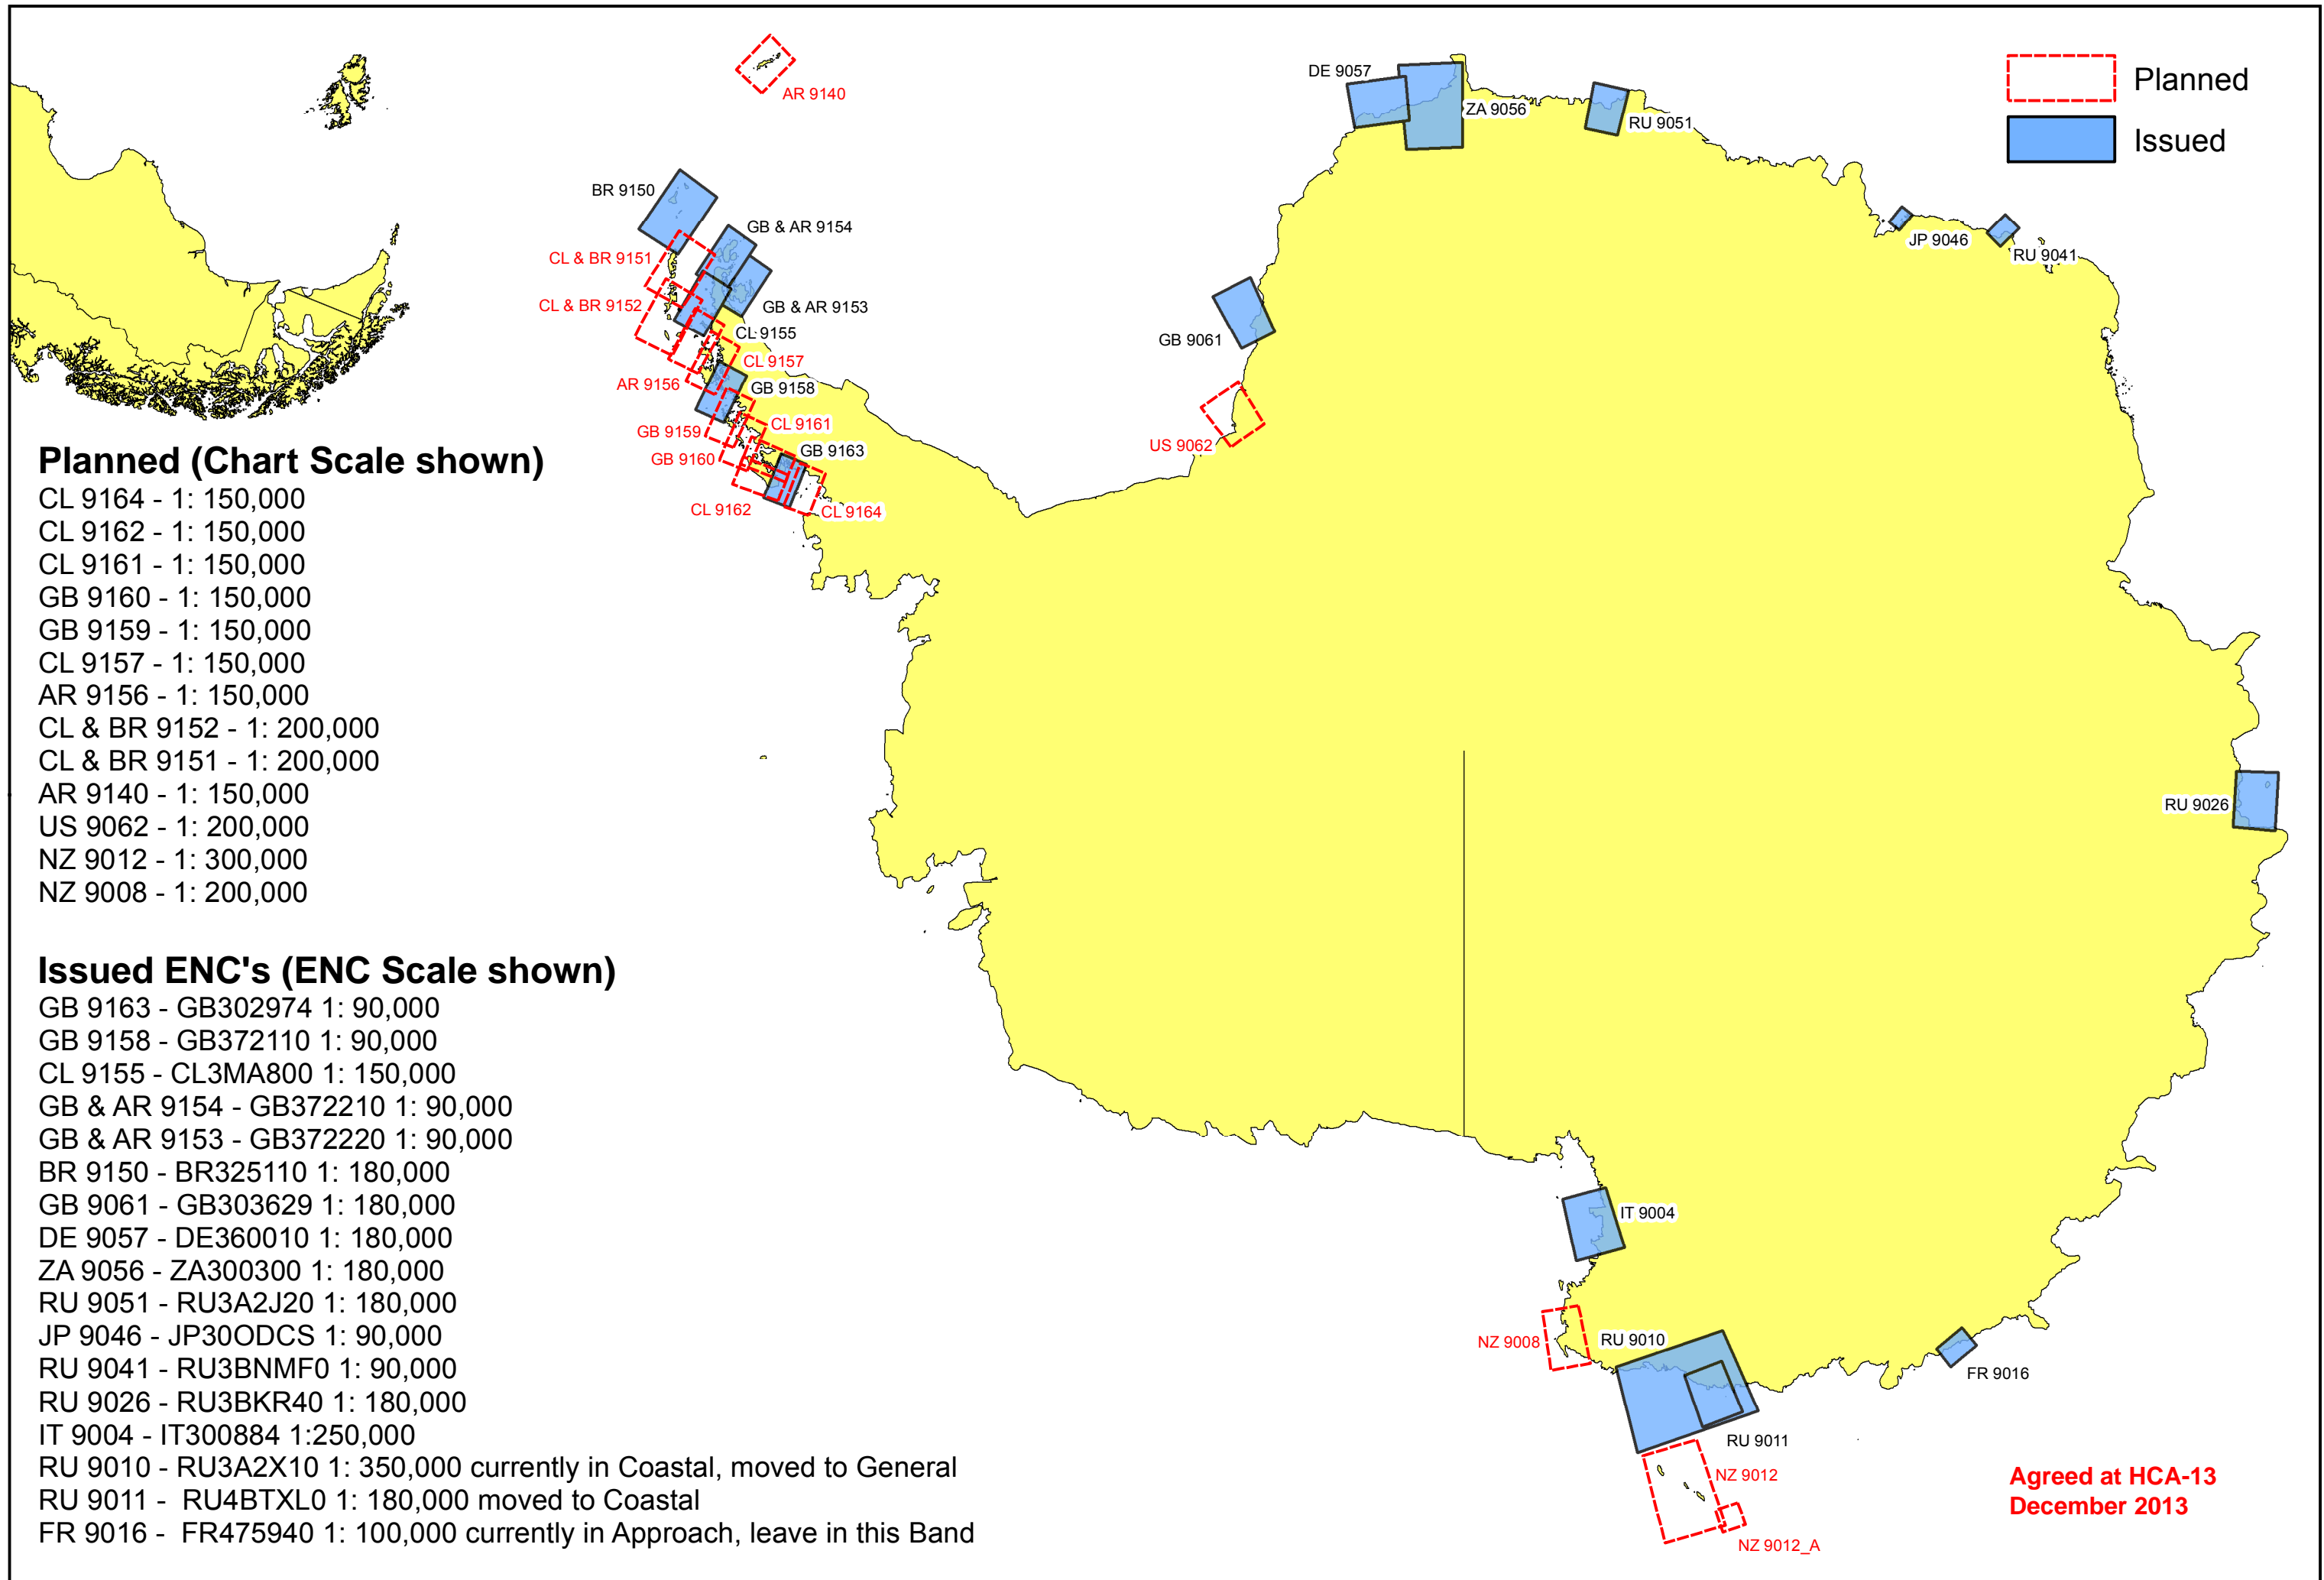 AR 9140
DE 9057
ZA 9056
RU 9051
Planned
Issued
BR 9150
GB & AR 9154
CL & BR 9151
CL & BR 9152
GB & AR 9153
CL 9155
CL 9157
AR 9156
GB 9158
GB 9159
CL 9161
GB 9160
GB 9163
CL 9162
CL 9164
JP 9046
RU 9041
GB 9061
US 9062
RU 9026
Planned (Chart Scale shown)
CL 9164 - 1: 150,000
CL 9162 - 1: 150,000
CL 9161 - 1: 150,000
GB 9160 - 1: 150,000
GB 9159 - 1: 150,000
CL 9157 - 1: 150,000
AR 9156 - 1: 150,000
CL & BR 9152 - 1: 200,000
CL & BR 9151 - 1: 200,000
AR 9140 - 1: 150,000
US 9062 - 1: 200,000
NZ 9012 - 1: 300,000
NZ 9008 - 1: 200,000
Issued ENC's (ENC Scale shown)
GB 9163 - GB302974 1: 90,000
GB 9158 - GB372110 1: 90,000
CL 9155 - CL3MA800 1: 150,000
GB & AR 9154 - GB372210 1: 90,000
GB & AR 9153 - GB372220 1: 90,000
BR 9150 - BR325110 1: 180,000
GB 9061 - GB303629 1: 180,000
DE 9057 - DE360010 1: 180,000
ZA 9056 - ZA300300 1: 180,000
RU 9051 - RU3A2J20 1: 180,000
JP 9046 - JP30ODCS 1: 90,000
RU 9041 - RU3BNMF0 1: 90,000
RU 9026 - RU3BKR40 1: 180,000
IT 9004 - IT300884 1:250,000
RU 9010 - RU3A2X10 1: 350,000 currently in Coastal, moved to General
RU 9011 - RU4BTXL0 1: 180,000 moved to Coastal
FR 9016 - FR475940 1: 100,000 currently in Approach, leave in this Band
IT 9004
NZ 9008
RU 9010
FR 9016
RU 9011
NZ 9012
NZ 9012_A
Agreed at HCA-13
December 2013